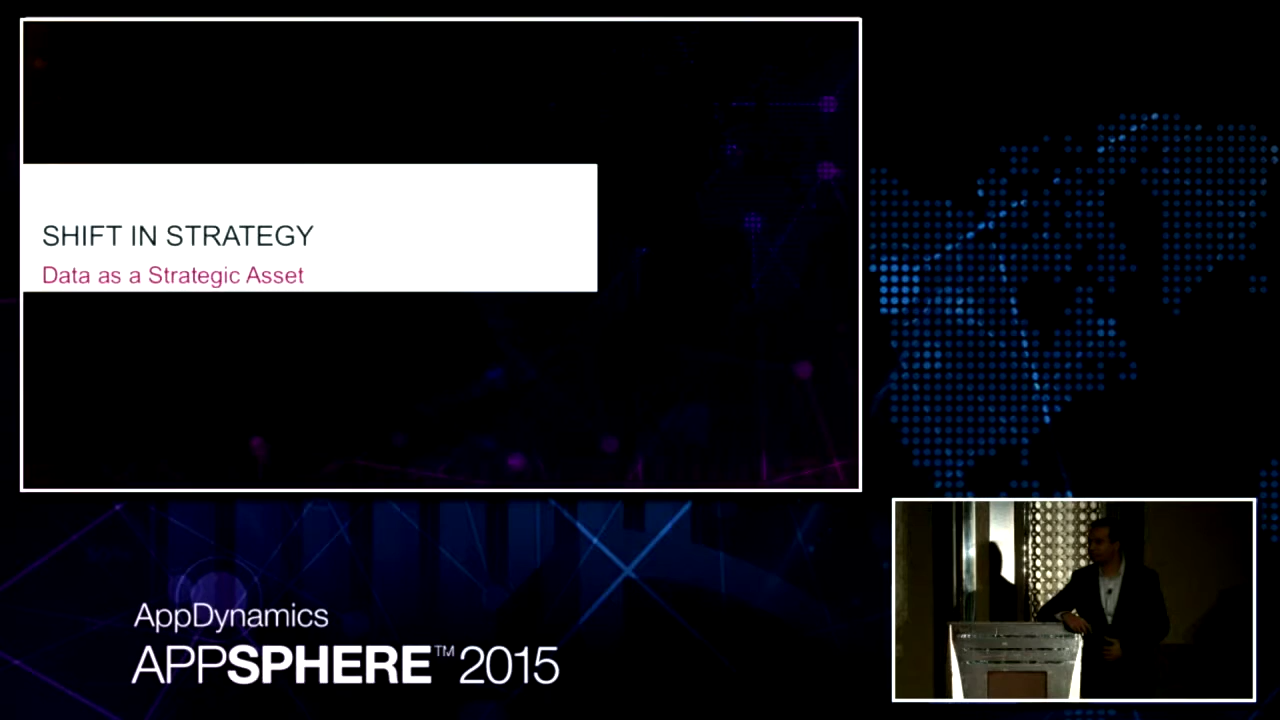 SHIFT IN STRATEGY
Data as a Strategic Asset
AppDynamics
APPSPHERE™ 2015